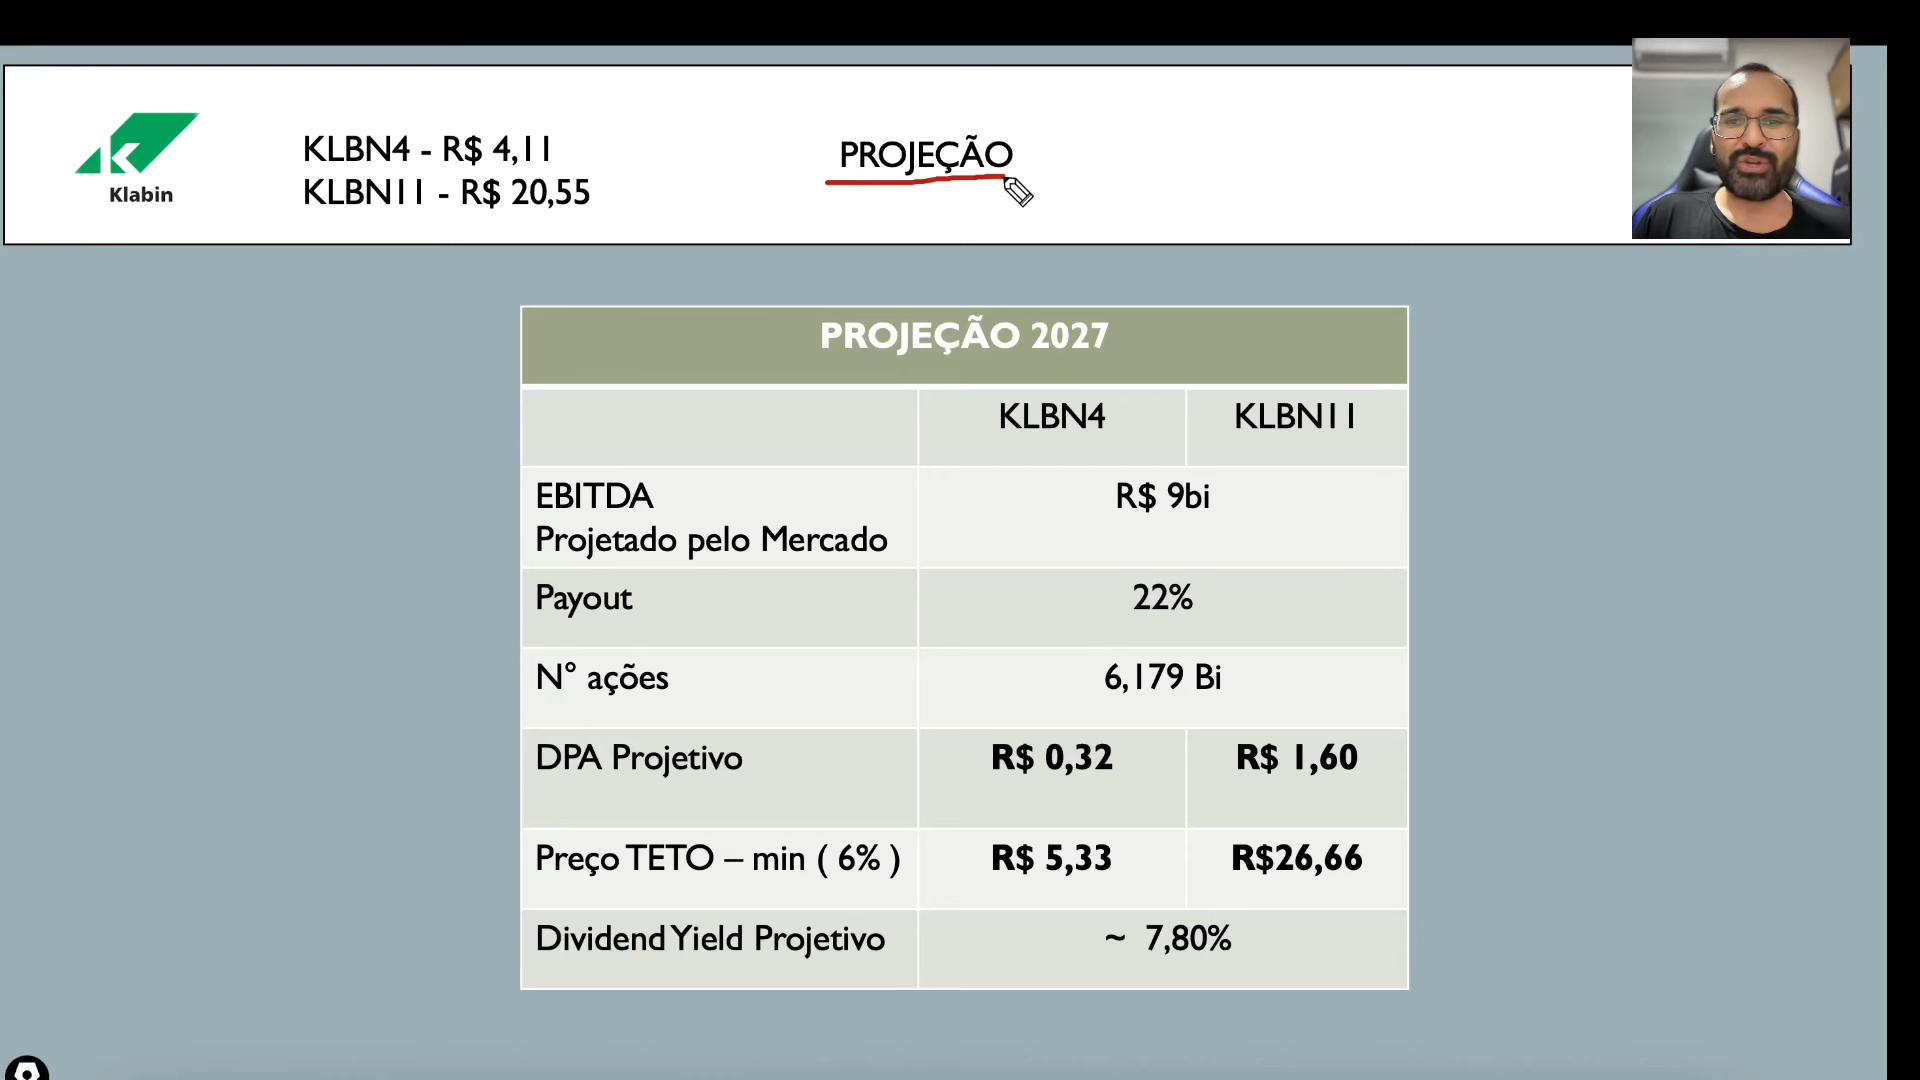 Klabin
KLBN4 - R$ 4,11
KLBN11 - R$ 20,55
PROJEÇÃO
PROJEÇÃO 2027
KLBN4 KLBN11
EBITDA
Projetado pelo Mercado
R$ 9bi
Payout 22%
N° ações 6,179 Bi
DPA Projetivo R$ 0,32 R$ 1,60
Preço TETO – min ( 6% ) R$ 5,33 R$26,66
Dividend Yield Projetivo ~ 7,80%